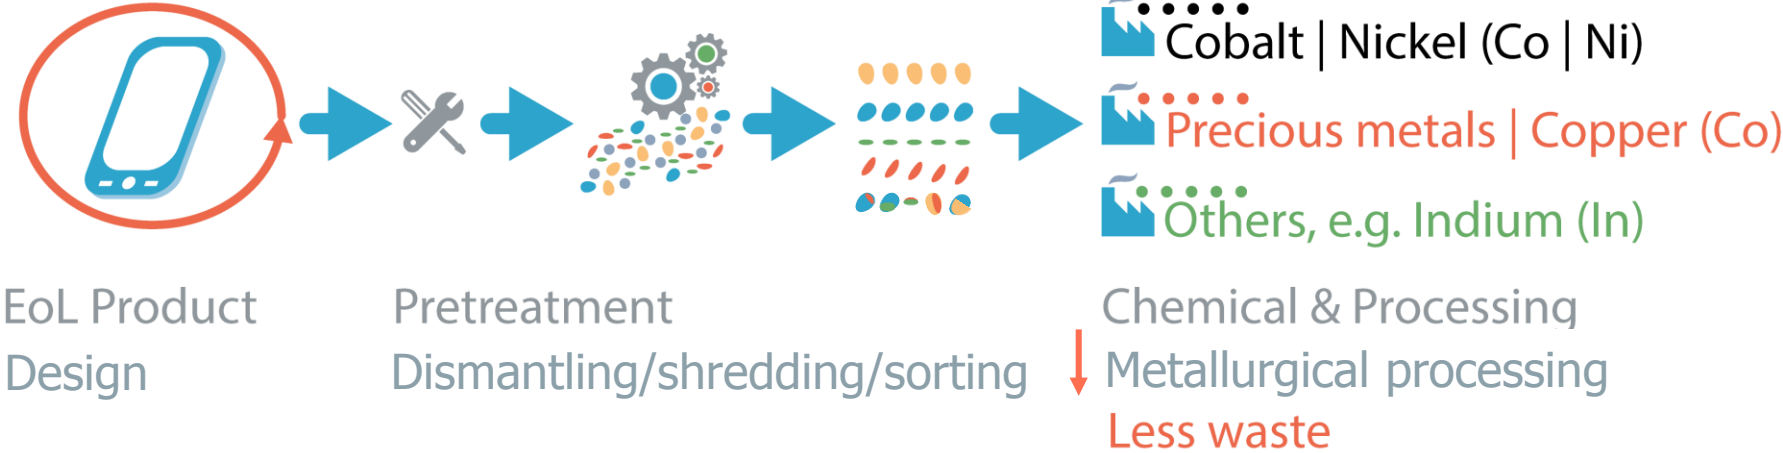 Cobalt | Nickel (Co | Ni)
Precious metals | Copper (Co)
Others, e.g. Indium (In)
EoL Product
Design
Pretreatment
Dismantling/shredding/sorting
Chemical & Processing
Metallurgical processing
Less waste